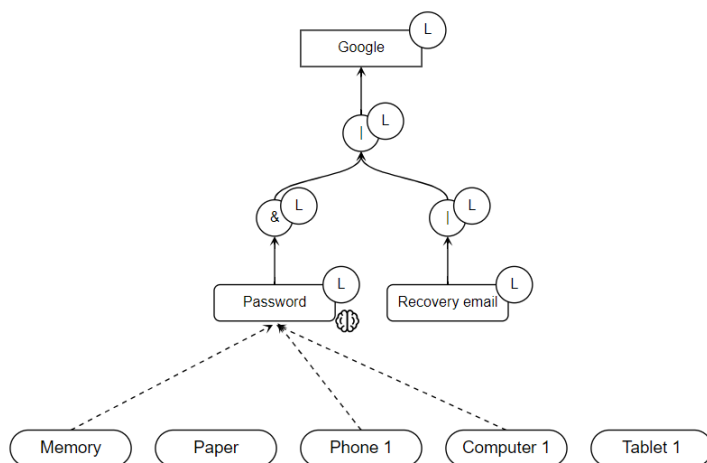 L
Google
L
|
L
L
&
|
L
L
Password
Recovery email
Memory
Paper
Phone 1
Computer 1
Tablet 1